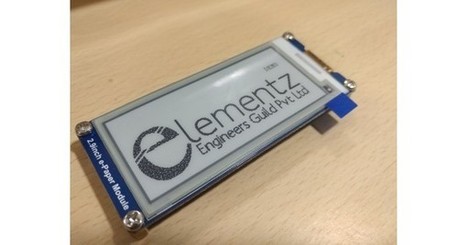 elementz
Engineers Guild Pvt Ltd
2.9inch e-Paper Module